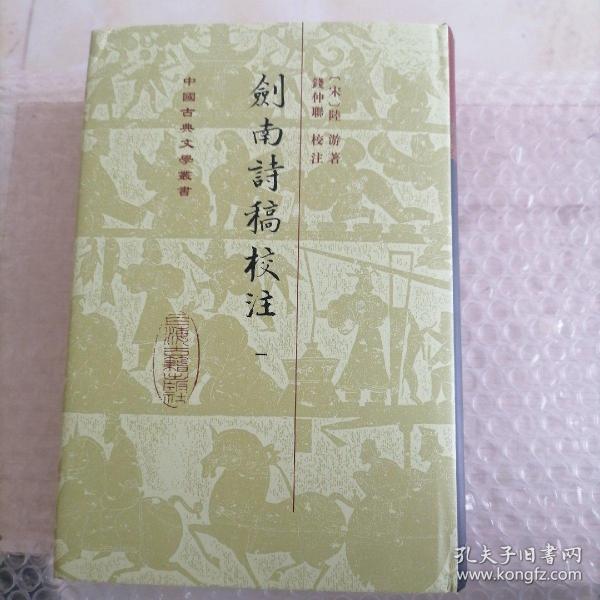 〔宋〕陸游著
錢仲聯 校注
劍南詩稿校注 一
中國古典文學叢書
上海古籍出版社
孔夫子旧书网
www.kongfz.com